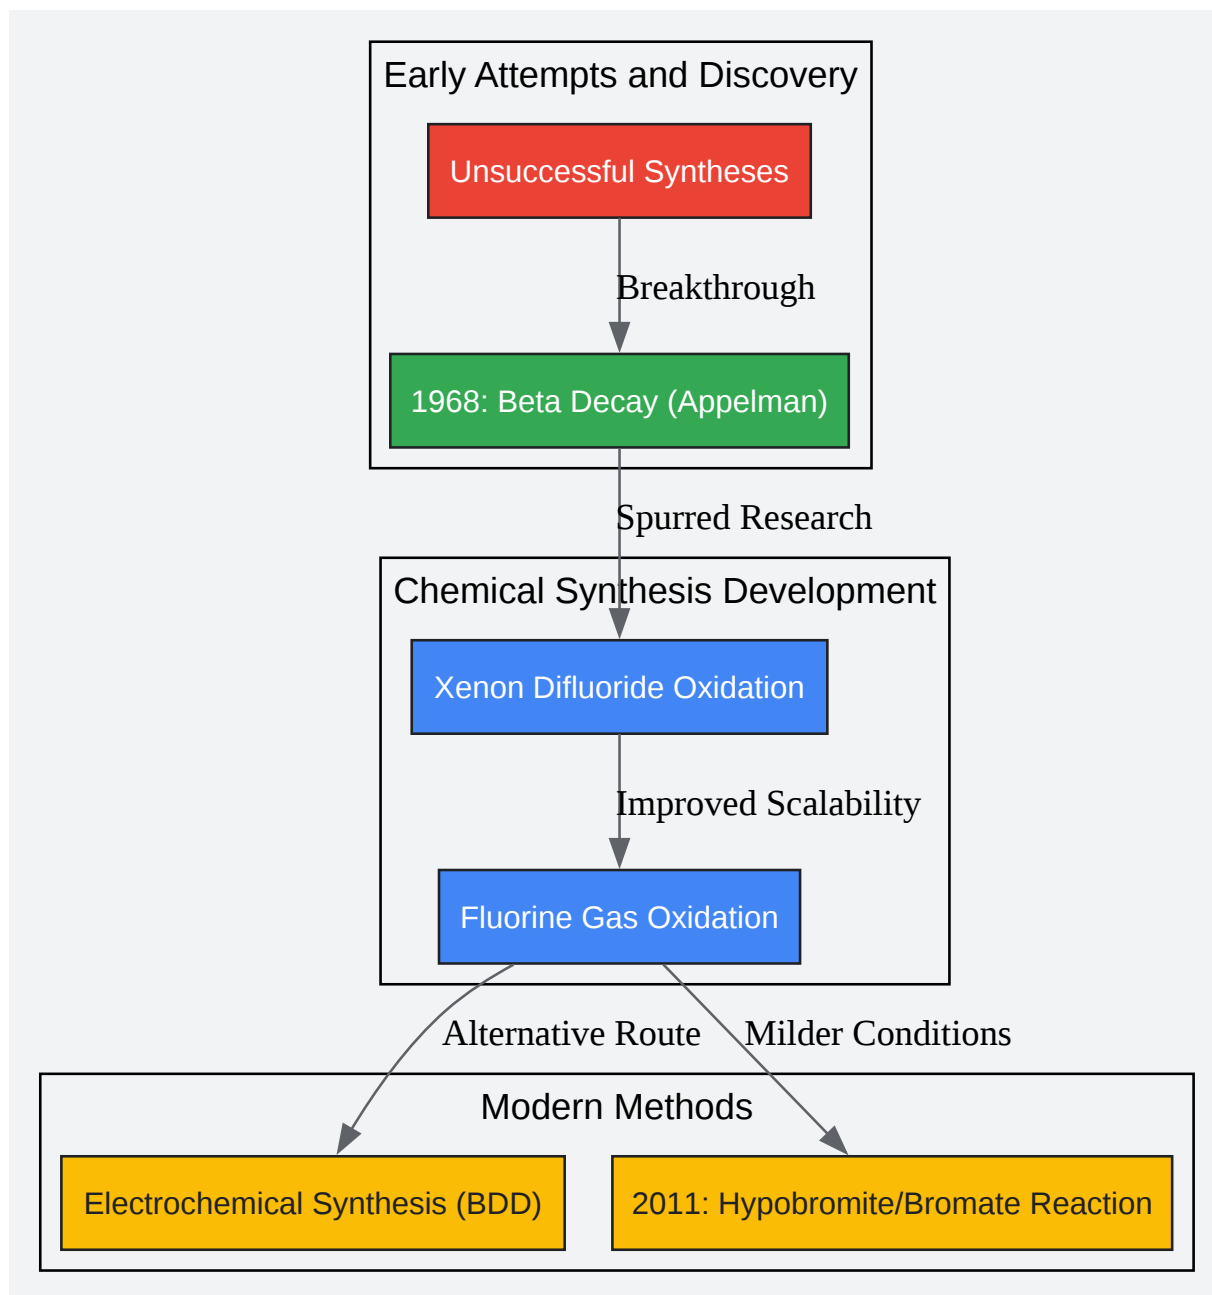 Early Attempts and Discovery
Unsuccessful Syntheses
Breakthrough
1968: Beta Decay (Appelman)
Spurred Research
Chemical Synthesis Development
Xenon Difluoride Oxidation
Improved Scalability
Fluorine Gas Oxidation
Alternative Route
Milder Conditions
Modern Methods
Electrochemical Synthesis (BDD)
2011: Hypobromite/Bromate Reaction